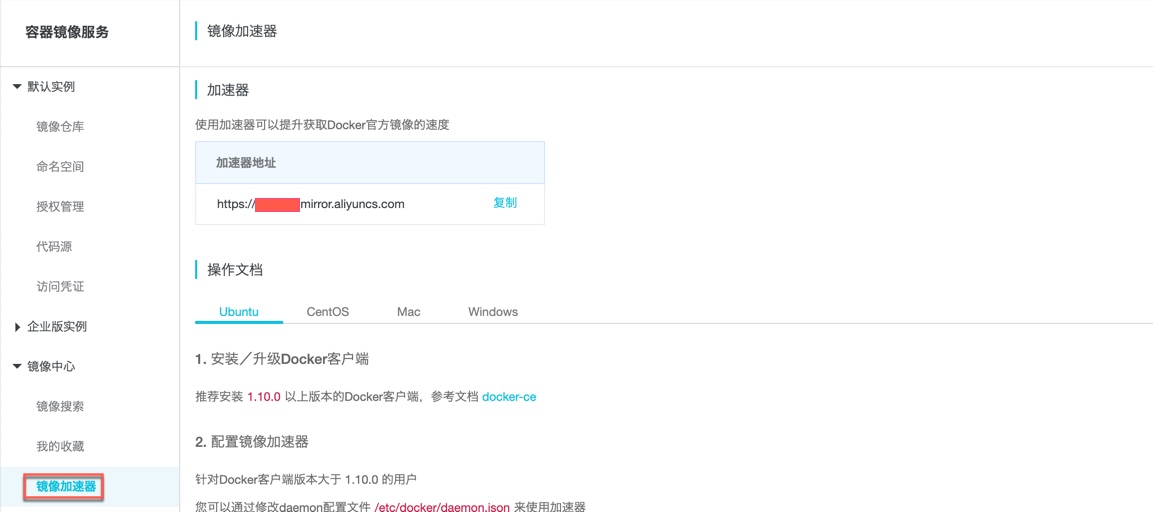 容器镜像服务
镜像加速器
默认实例
镜像仓库
命名空间
授权管理
代码源
访问凭证
企业版实例
镜像中心
镜像搜索
我的收藏
镜像加速器
加速器
使用加速器可以提升获取Docker官方镜像的速度
加速器地址
https:// mirror.aliyuncs.com 复制
操作文档
Ubuntu CentOS Mac Windows
1. 安装／升级Docker客户端
推荐安装 1.10.0 以上版本的Docker客户端，参考文档 docker-ce
2. 配置镜像加速器
针对Docker客户端版本大于 1.10.0 的用户
您可以通过修改daemon配置文件 /etc/docker/daemon.json 来使用加速器